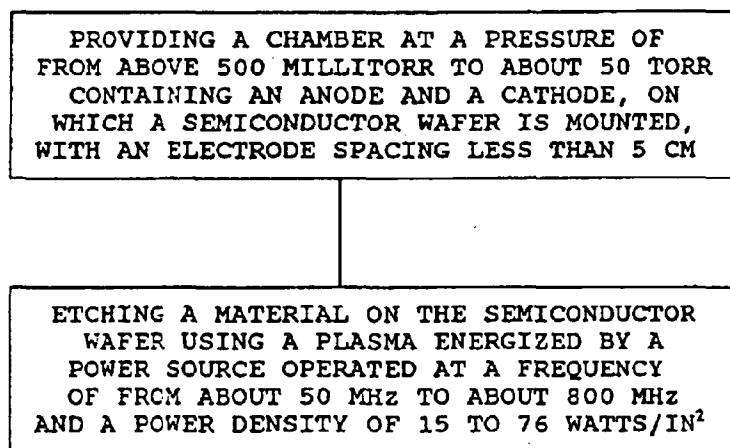 PROVIDING A CHAMBER AT A PRESSURE OF
FROM ABOVE 500 MILLITORR TO ABOUT 50 TORR
CONTAINING AN ANODE AND A CATHODE, ON
WHICH A SEMICONDUCTOR WAFER IS MOUNTED,
WITH AN ELECTRODE SPACING LESS THAN 5 CM
ETCHING A MATERIAL ON THE SEMICONDUCTOR
WAFER USING A PLASMA ENERGIZED BY A
POWER SOURCE OPERATED AT A FREQUENCY
OF FROM ABOUT 50 MHz TO ABOUT 800 MHz
AND A POWER DENSITY OF 15 TO 76 WATTS/IN²